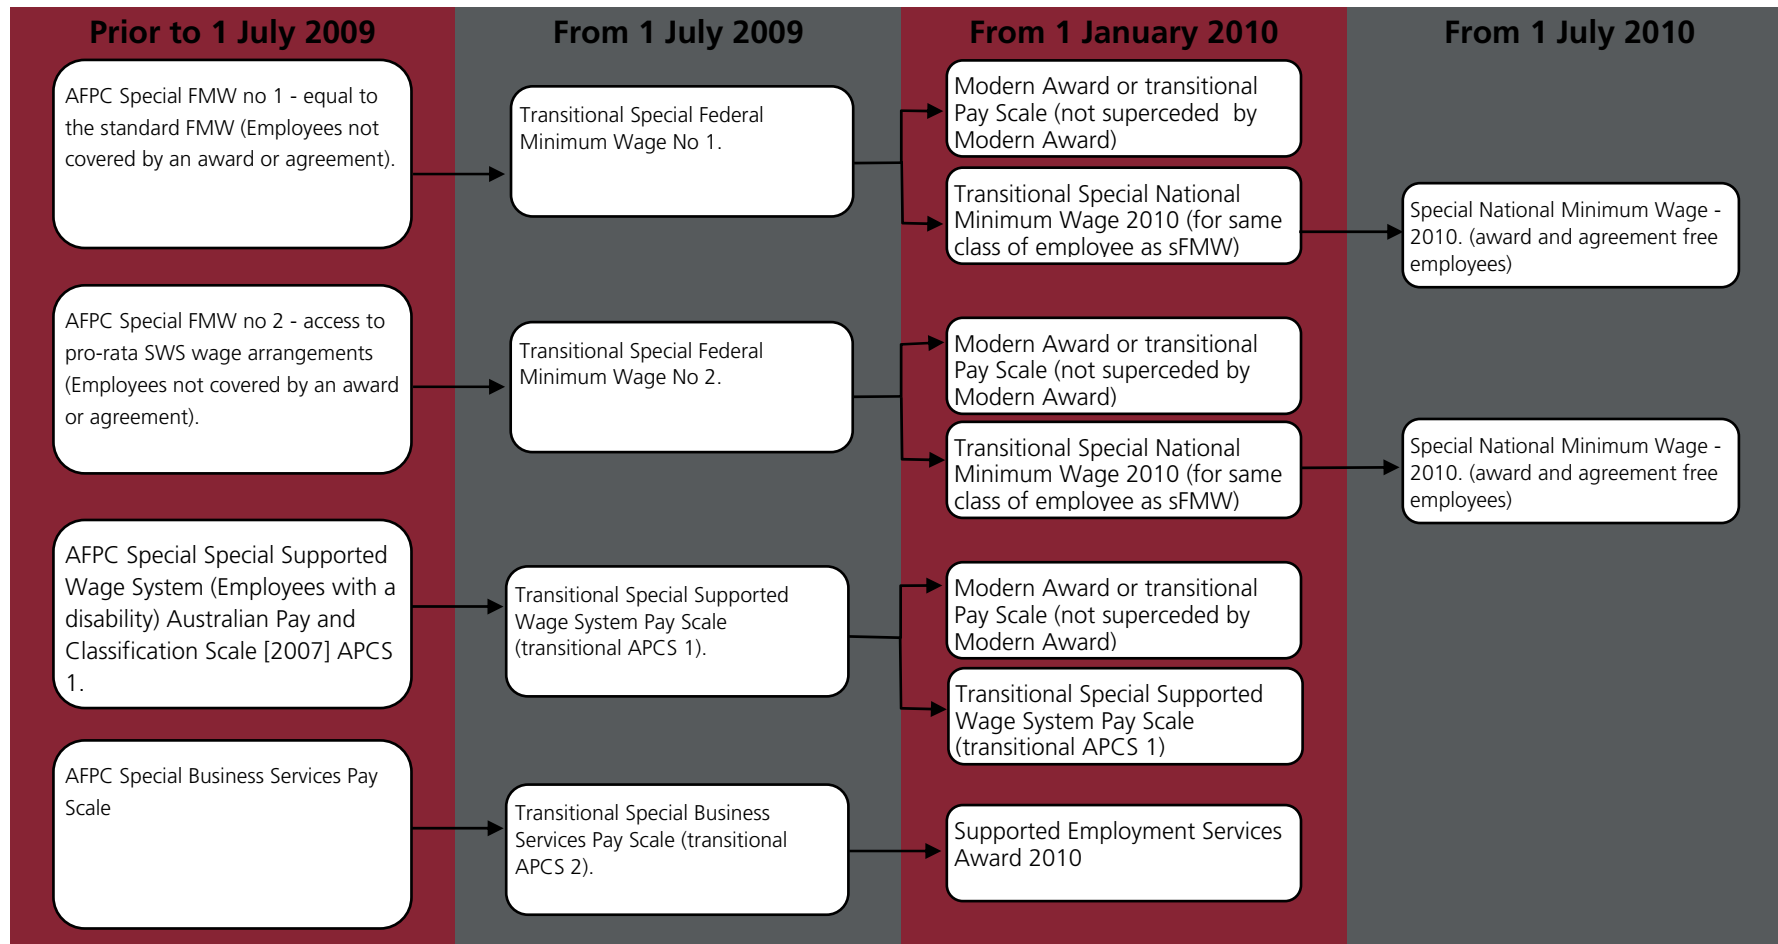 Prior to 1 July 2009
From 1 July 2009
From 1 January 2010
From 1 July 2010
AFPC Special FMW no 1 - equal to
the standard FMW (Employees not
covered by an award or agreement).
Transitional Special Federal
Minimum Wage No 1.
Modern Award or transitional
Pay Scale (not superceded by
Modern Award)
Transitional Special National
Minimum Wage 2010 (for same
class of employee as sFMW)
Special National Minimum Wage -
2010. (award and agreement free
employees)
AFPC Special FMW no 2 - access to
pro-rata SWS wage arrangements
(Employees not covered by an award
or agreement).
Transitional Special Federal
Minimum Wage No 2.
Modern Award or transitional
Pay Scale (not superceded by
Modern Award)
Transitional Special National
Minimum Wage 2010 (for same
class of employee as sFMW)
Special National Minimum Wage -
2010. (award and agreement free
employees)
AFPC Special Special Supported
Wage System (Employees with a
disability) Australian Pay and
Classification Scale [2007] APCS
1.
Transitional Special Supported
Wage System Pay Scale
(transitional APCS 1).
Modern Award or transitional
Pay Scale (not superceded by
Modern Award)
Transitional Special Supported
Wage System Pay Scale
(transitional APCS 1)
AFPC Special Business Services Pay
Scale
Transitional Special Business
Services Pay Scale (transitional
APCS 2).
Supported Employment Services
Award 2010